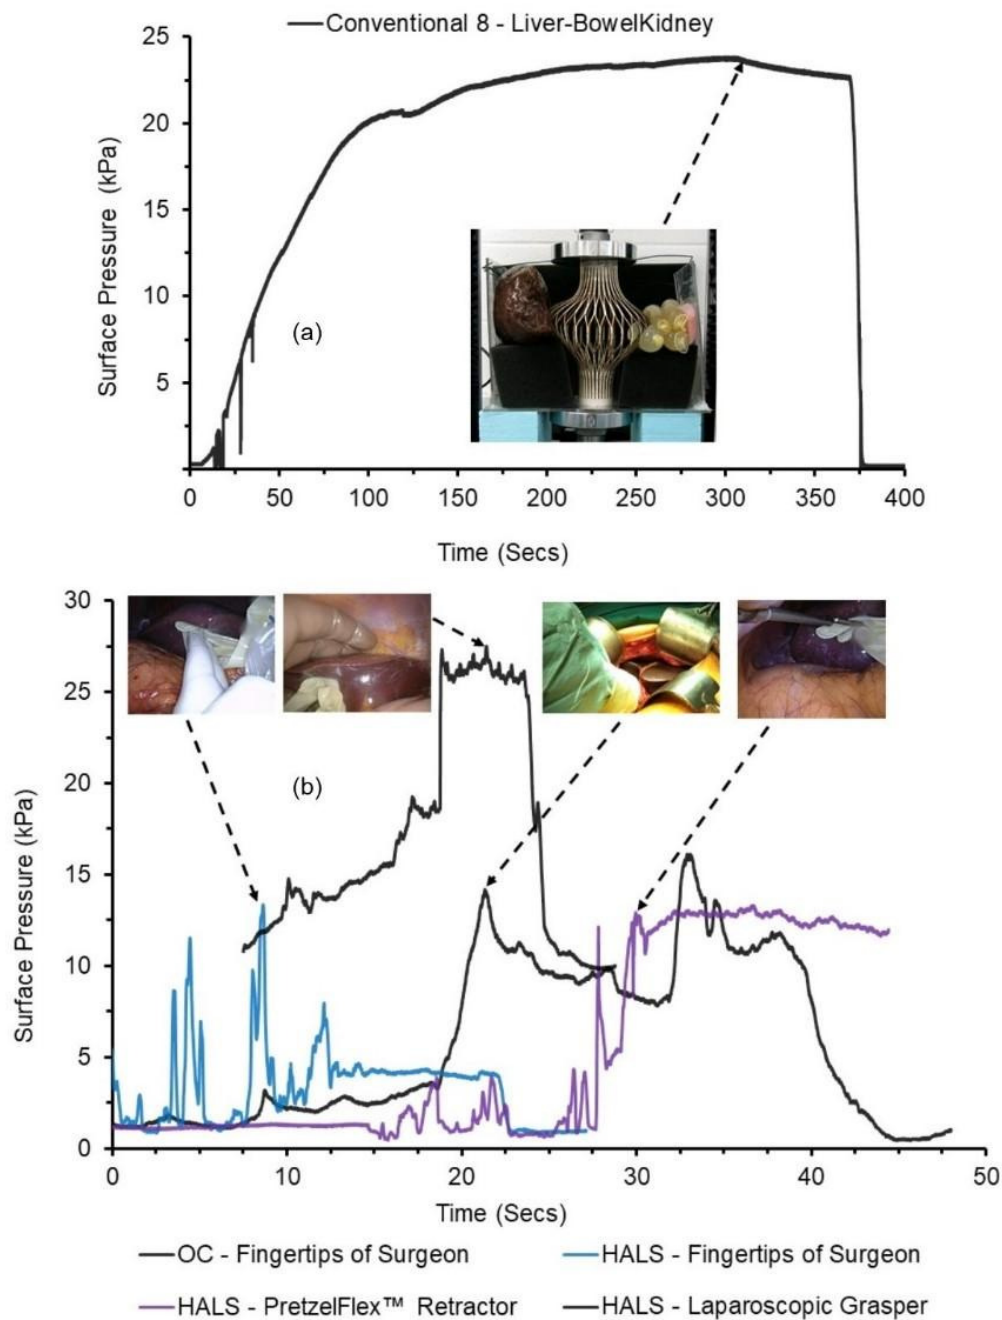 Conventional 8 - Liver-BowelKidney
25
20
15
10
5
Surface Pressure (kPa)
(a)
0 50 100 150 200 250 300 350 400
Time (Secs)
30
25
20
15
10
5
0
Surface Pressure (kPa)
(b)
0 10 20 30 40 50
Time (Secs)
OC - Fingertips of Surgeon HALS - Fingertips of Surgeon
HALS - PretzelFlex™ Retractor HALS - Laparoscopic Grasper